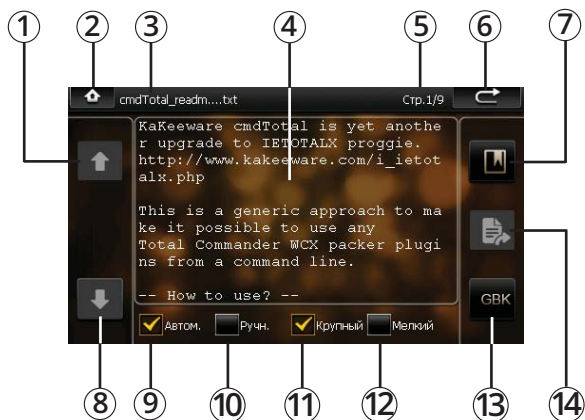 1 2 3 4 5 6 7
cmdTotal_readm....txt Стр.1/9
KaKeeware cmdTotal is yet anothe
r upgrade to IETOTALX proggie.
http://www.kakeeware.com/i_ietot
alx.php
This is a generic approach to ma
ke it possible to use any
Total Commander WCX packer plugi
ns from a command line.
-- How to use? --
GBK
Автом. Ручн. Крупный Мелкий
8 9 10 11 12 13 14